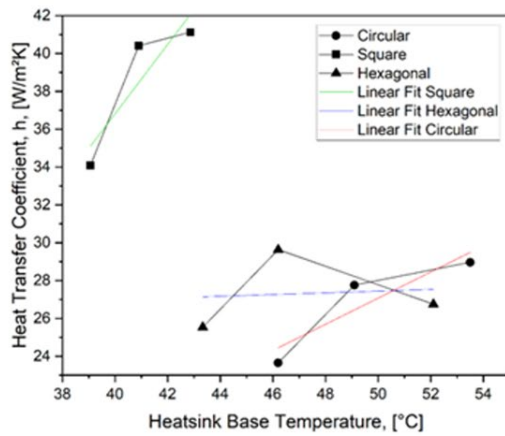 42
40
38
36
34
32
30
28
26
24
Heat Transfer Coefficient, h, [W/m²K]
Circular
Square
Hexagonal
Linear Fit Square
Linear Fit Hexagonal
Linear Fit Circular
38 40 42 44 46 48 50 52 54
Heatsink Base Temperature, [°C]